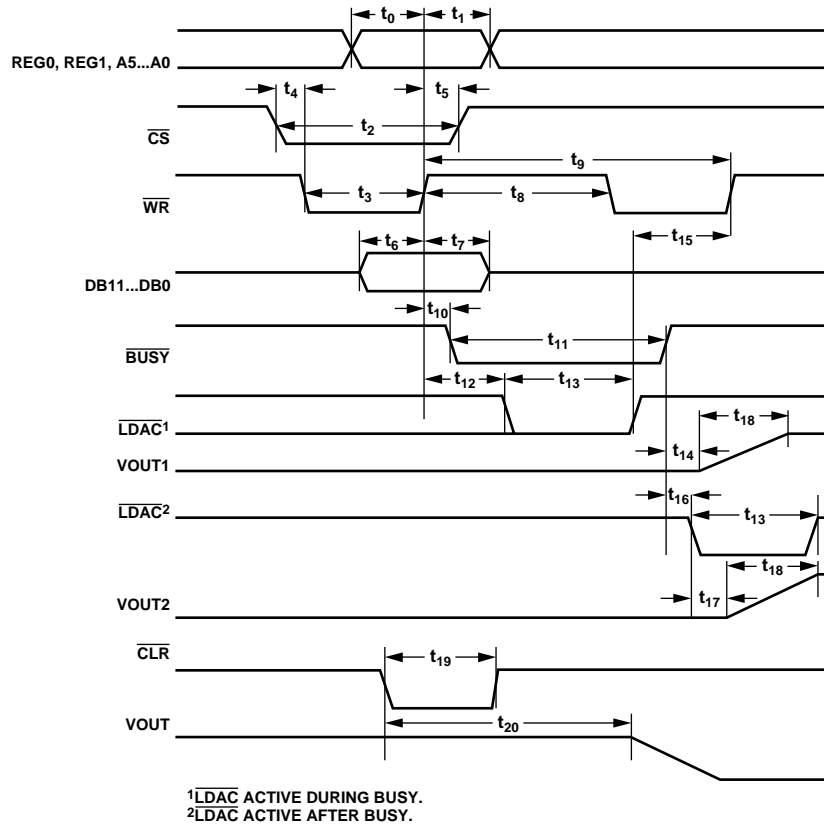 t0 t1
REG0, REG1, A5...A0
t4 t5
t2
CS
t9
t3 t8
WR
t15
t6 t7
DB11...DB0
t10
t11
BUSY
t12 t13
t18
LDAC1
t14
VOUT1
t16
LDAC2
t13
t18
t17
VOUT2
CLR
t19
VOUT
t20
1LDAC ACTIVE DURING BUSY.
2LDAC ACTIVE AFTER BUSY.